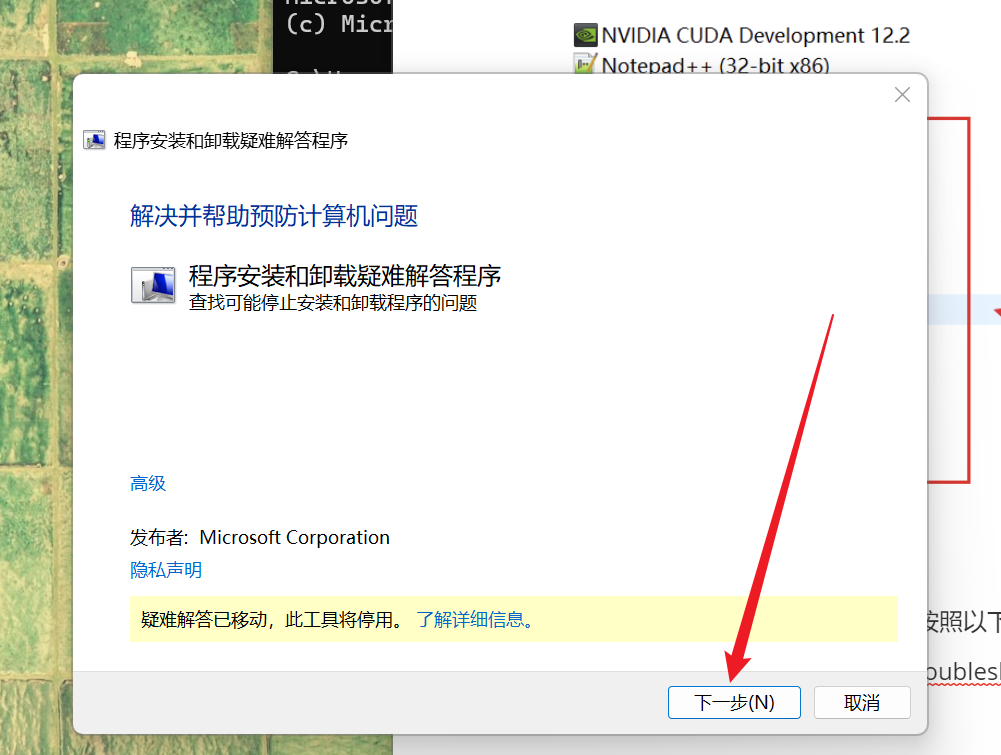 (c) Micr
NVIDIA CUDA Development 12.2
Notepad++ (32-bit x86)
程序安装和卸载疑难解答程序
解决并帮助预防计算机问题
程序安装和卸载疑难解答程序
查找可能停止安装和卸载程序的问题
高级
发布者: Microsoft Corporation
隐私声明
疑难解答已移动，此工具将停用。 了解详细信息。
按照以下
oublesh
下一步(N)
取消